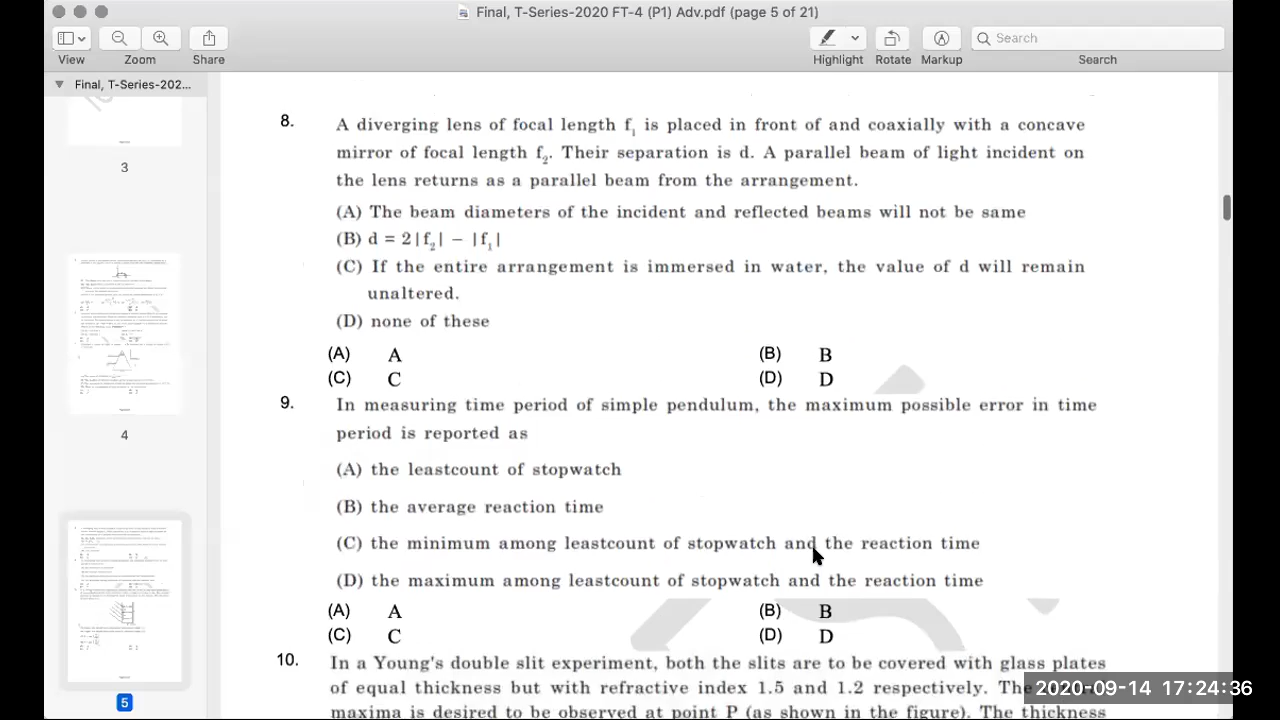 Final, T-Series-2020 FT-4 (P1) Adv.pdf (page 5 of 21)
View
Zoom
Share
Highlight
Rotate
Markup
Search
Search
Final, T-Series-202...
3
4
5
8. A diverging lens of focal length f1 is placed in front of and coaxially with a concave
mirror of focal length f2. Their separation is d. A parallel beam of light incident on
the lens returns as a parallel beam from the arrangement.
(A) The beam diameters of the incident and reflected beams will not be same
(B) d = 2|f2| − |f1|
(C) If the entire arrangement is immersed in water, the value of d will remain
unaltered.
(D) none of these
(A) A (B) B
(C) C (D) D
9. In measuring time period of simple pendulum, the maximum possible error in time
period is reported as
(A) the leastcount of stopwatch
(B) the average reaction time
(C) the minimum among leastcount of stopwatch and the reaction time
(D) the maximum among leastcount of stopwatch and the reaction time
(A) A (B) B
(C) C (D) D
10. In a Young's double slit experiment, both the slits are to be covered with glass plates
of equal thickness but with refractive index 1.5 and 1.2 respectively. The
maxima is desired to be observed at point P (as shown in the figure). The thickness
2020-09-14 17:24:36